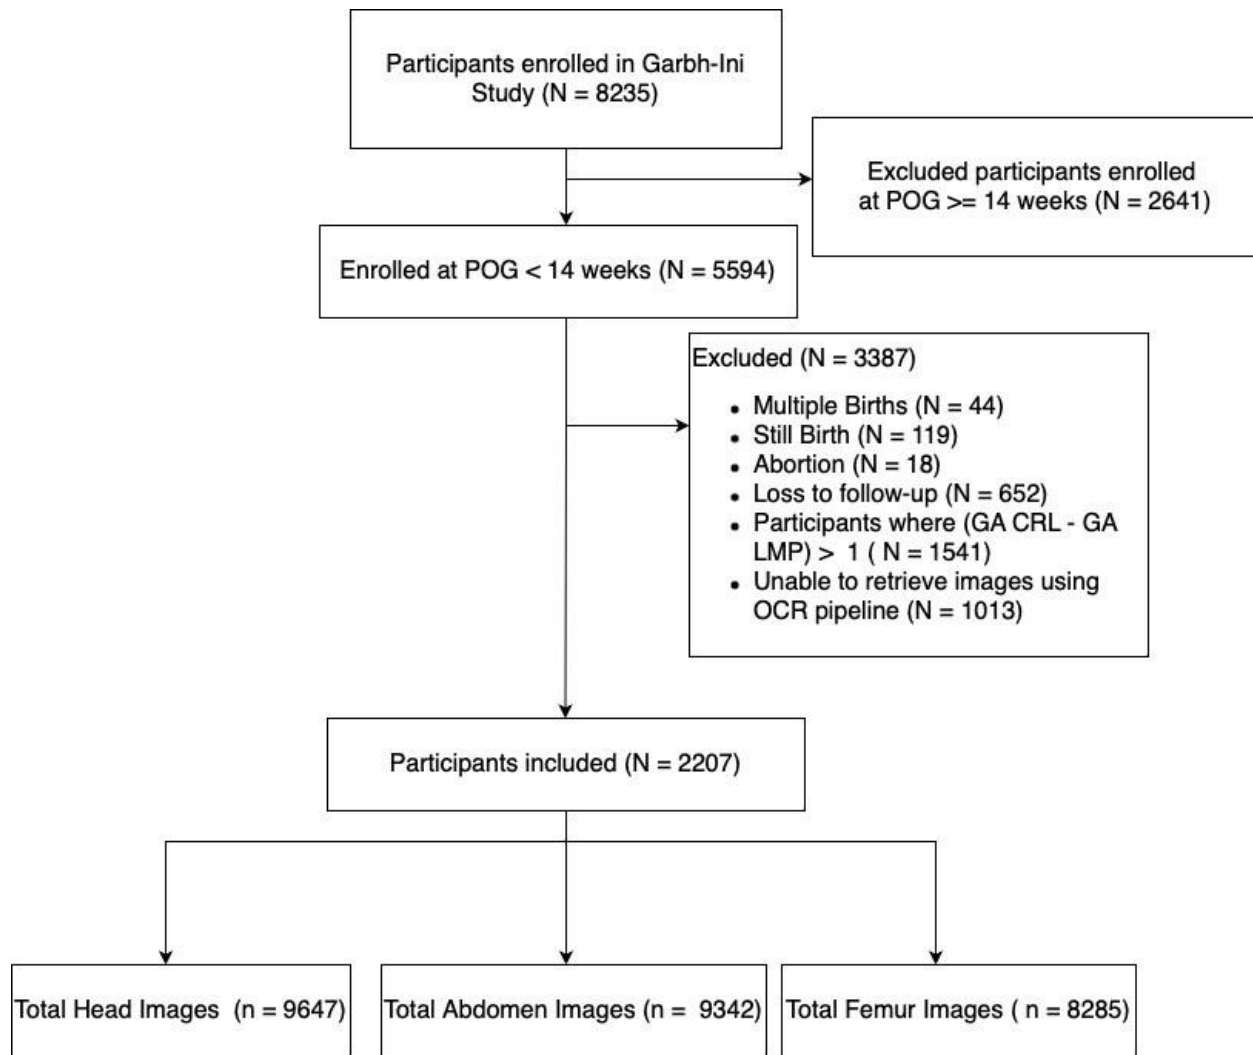 Participants enrolled in Garbh-Ini
Study (N = 8235)
Excluded participants enrolled
at POG >= 14 weeks (N = 2641)
Enrolled at POG < 14 weeks (N = 5594)
Excluded (N = 3387)
• Multiple Births (N = 44)
• Still Birth (N = 119)
• Abortion (N = 18)
• Loss to follow-up (N = 652)
• Participants where (GA CRL - GA
LMP) > 1 ( N = 1541)
• Unable to retrieve images using
OCR pipeline (N = 1013)
Participants included (N = 2207)
Total Head Images (n = 9647)
Total Abdomen Images (n = 9342)
Total Femur Images ( n = 8285)